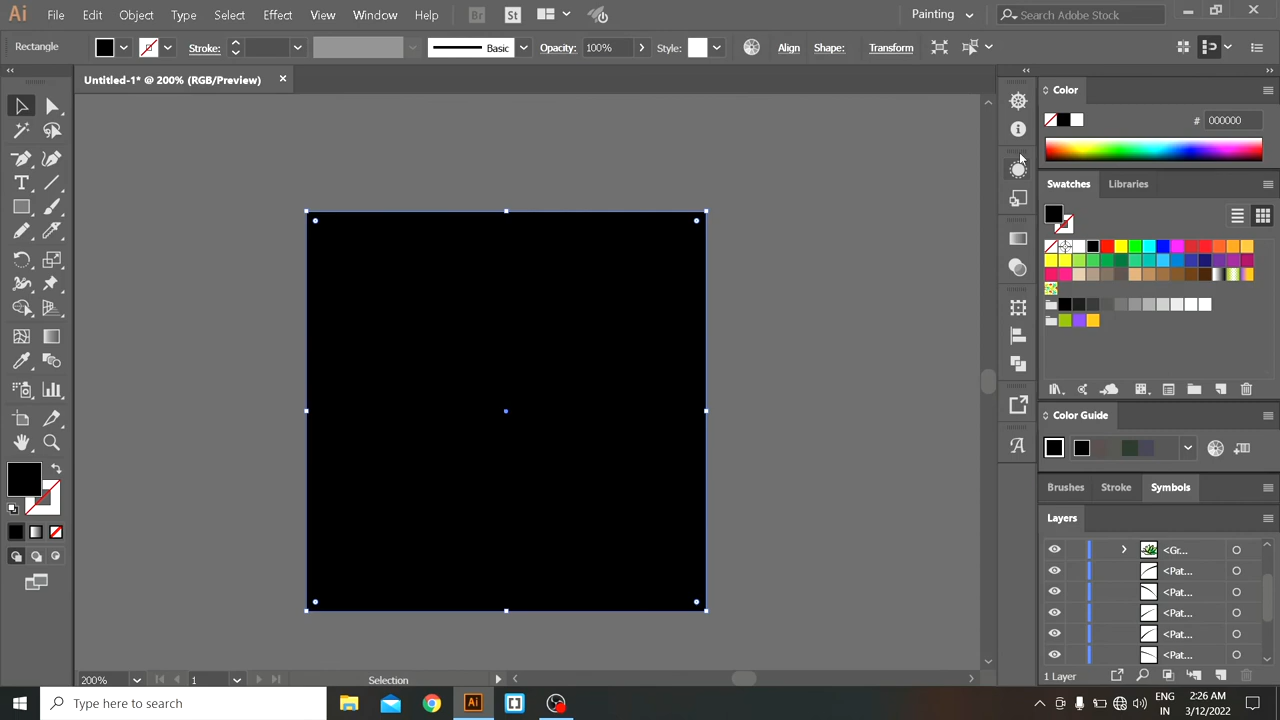 Ai File Edit Object Type Select Effect View Window Help Br St Painting Search Adobe Stock
Rectangle Stroke: Basic Opacity: 100% Style: Align Shape: Transform
Untitled-1* @ 200% (RGB/Preview)
Color
# 000000
Swatches Libraries
Color Guide
Brushes Stroke Symbols
Layers
<Gr...
<Pat...
<Pat...
<Pat...
<Pat...
<Pat...
200% 1 Selection 1 Layer
Type here to search Ai ENG IN 2:26 AM 3/12/2022